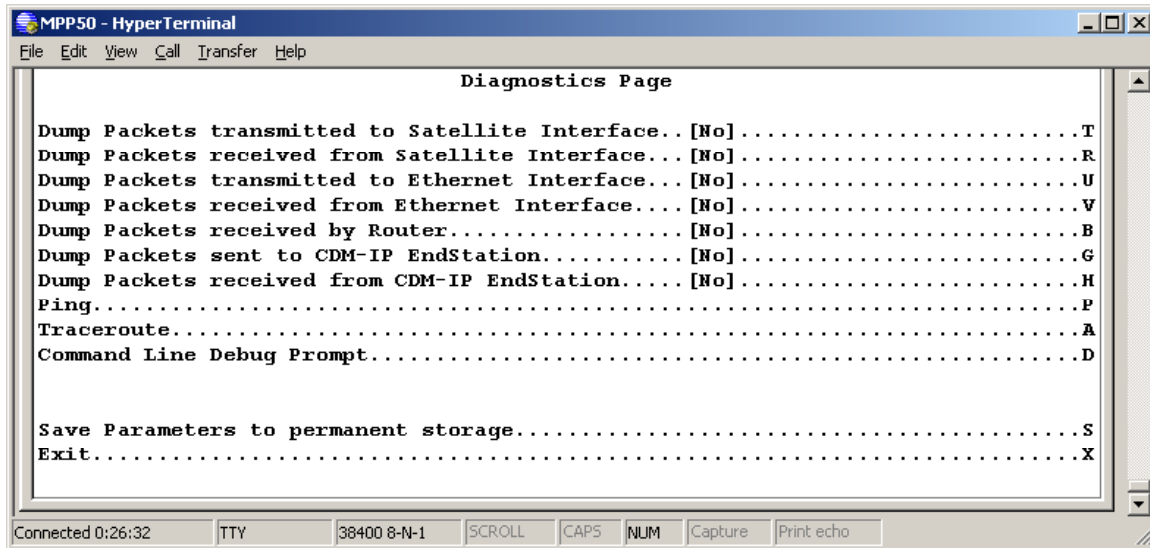 MPP50 - HyperTerminal
File Edit View Call Transfer Help
Diagnostics Page
Dump Packets transmitted to Satellite Interface..[No]..........................T
Dump Packets received from Satellite Interface...[No]..........................R
Dump Packets transmitted to Ethernet Interface...[No]..........................U
Dump Packets received from Ethernet Interface....[No]..........................V
Dump Packets received by Router..................[No]..........................B
Dump Packets sent to CDM-IP EndStation...........[No]..........................G
Dump Packets received from CDM-IP EndStation.....[No]..........................H
Ping...........................................................................P
Traceroute.....................................................................A
Command Line Debug Prompt......................................................D
Save Parameters to permanent storage...........................................S
Exit...........................................................................X
Connected 0:26:32 TTY 38400 8-N-1 SCROLL CAPS NUM Capture Print echo